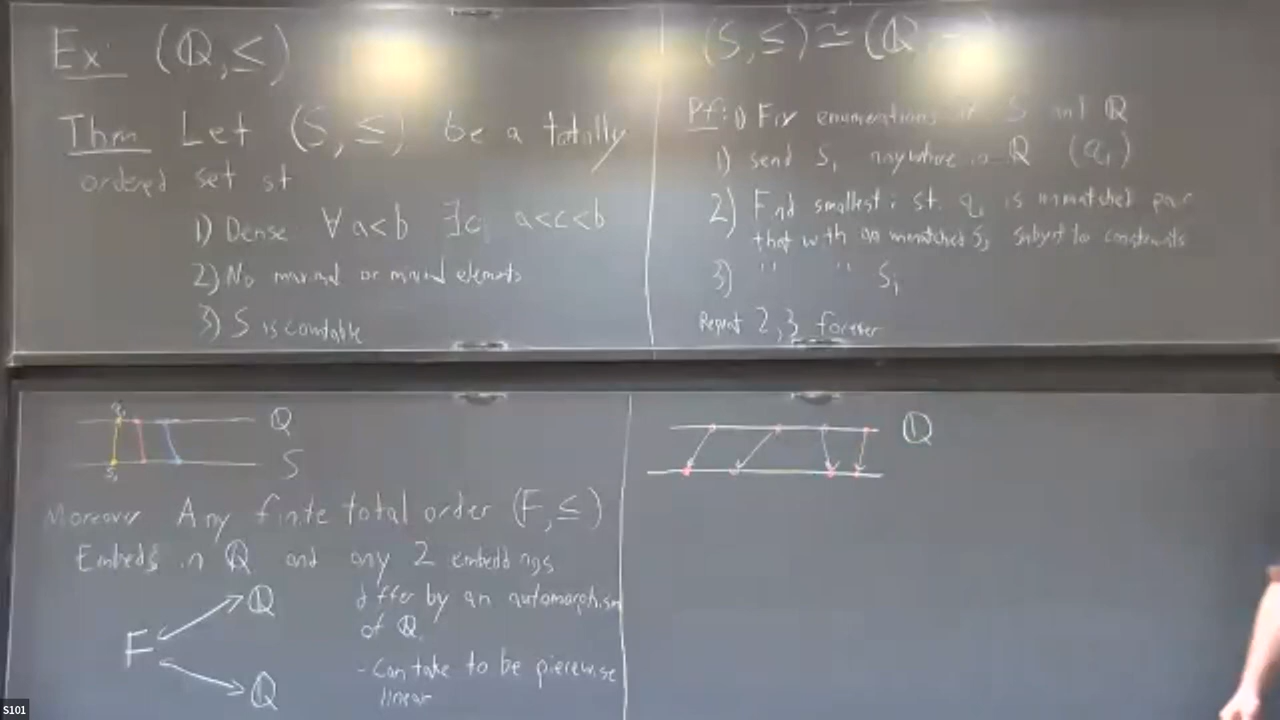 Ex: (ℚ,≤)
Thm Let (S,≤) be a totally
ordered set st
1) Dense ∀a<b ∃c a<c<b
2) No maximal or minimal elements
3) S is countable
(S,≤)≅(ℚ
Pf: 0) Fix enumerations of S and ℚ
1) send S₁ anywhere in ℚ (q₁)
2) Find smallest i st. qᵢ is unmatched pair
that with an unmatched Sⱼ subject to constraints
3) " " Sᵢ
Repeat 2,3 forever
q₁
ℚ
S₁
S
Moreover Any finite total order (F,≤)
Embeds in ℚ and any 2 embeddings
differ by an automorphism
of ℚ.
- Can take to be piecewise
linear
F
ℚ
ℚ
ℚ
S101